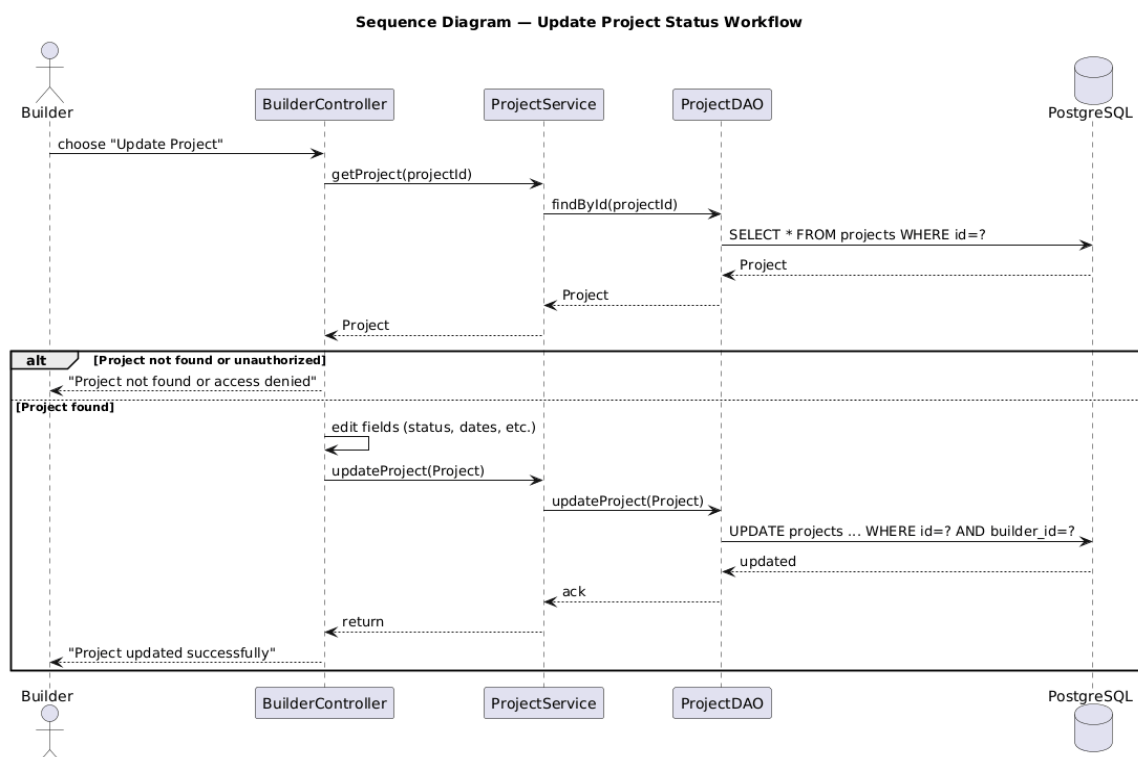 Sequence Diagram — Update Project Status Workflow
Builder
BuilderController
ProjectService
ProjectDAO
PostgreSQL
choose "Update Project"
getProject(projectId)
findById(projectId)
SELECT * FROM projects WHERE id=?
Project
Project
Project
alt
[Project not found or unauthorized]
"Project not found or access denied"
[Project found]
edit fields (status, dates, etc.)
updateProject(Project)
updateProject(Project)
UPDATE projects ... WHERE id=? AND builder_id=?
updated
ack
return
"Project updated successfully"
Builder
BuilderController
ProjectService
ProjectDAO
PostgreSQL